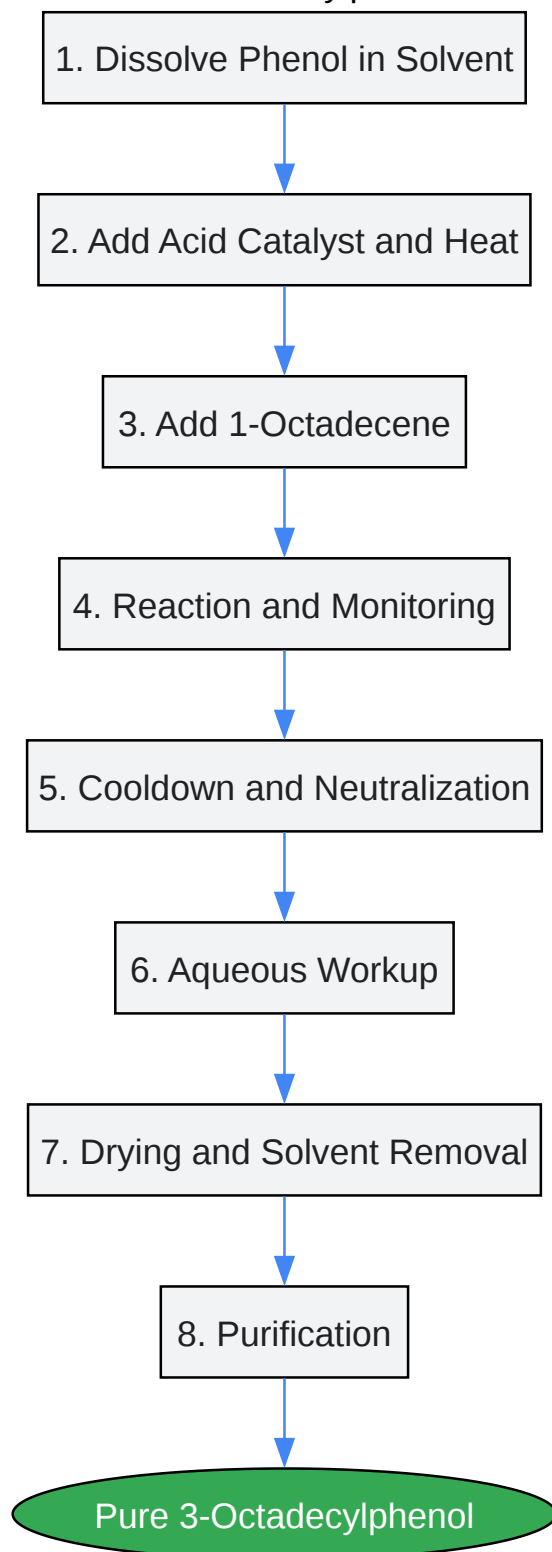 1. Dissolve Phenol in Solvent
2. Add Acid Catalyst and Heat
3. Add 1-Octadecene
4. Reaction and Monitoring
5. Cooldown and Neutralization
6. Aqueous Workup
7. Drying and Solvent Removal
8. Purification
Pure 3-Octadecylphenol